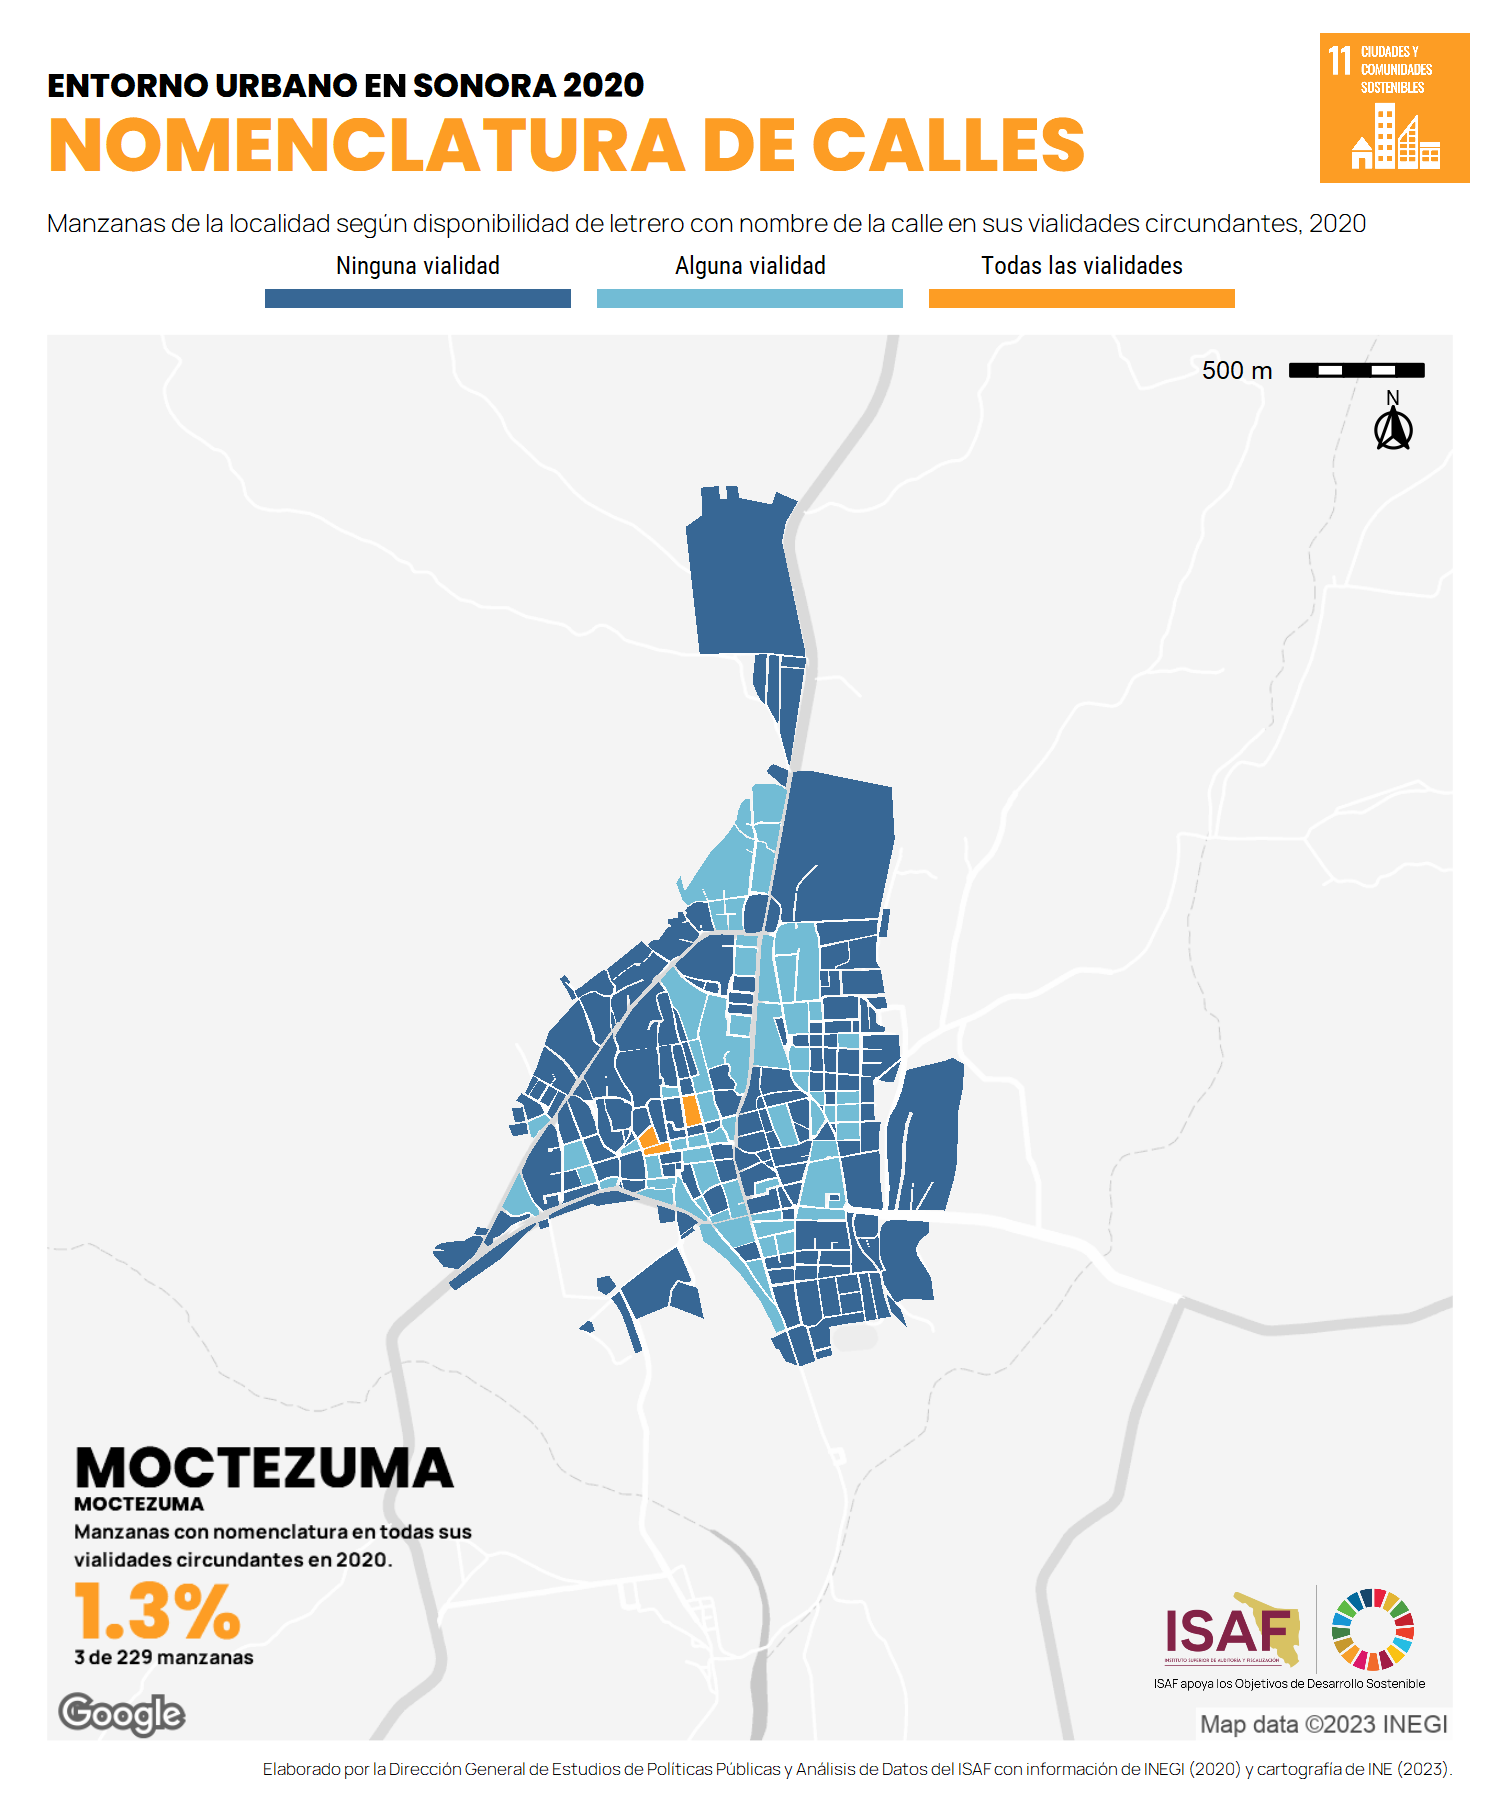 ENTORNO URBANO EN SONORA 2020
NOMENCLATURA DE CALLES
11 CIUDADES Y
COMUNIDADES
SOSTENIBLES
Manzanas de la localidad según disponibilidad de letrero con nombre de la calle en sus vialidades circundantes, 2020
Ninguna vialidad
Alguna vialidad
Todas las vialidades
500 m
N
MOCTEZUMA
MOCTEZUMA
Manzanas con nomenclatura en todas sus
vialidades circundantes en 2020.
1.3%
3 de 229 manzanas
Google
ISAF
INSTITUTO SUPERIOR DE AUDITORÍA Y FISCALIZACIÓN
ISAF apoya los Objetivos de Desarrollo Sostenible
Map data ©2023 INEGI
Elaborado por la Dirección General de Estudios de Políticas Públicas y Análisis de Datos del ISAF con información de INEGI (2020) y cartografía de INE (2023).